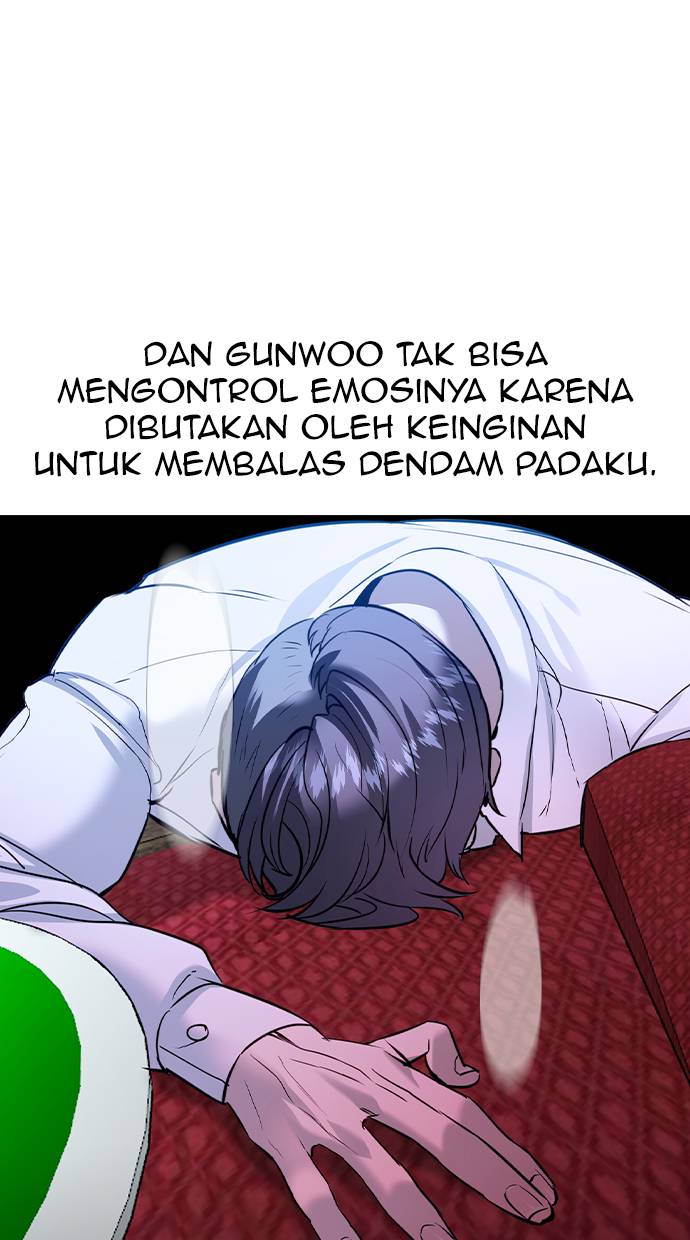 DAN GUNWOO TAK BISA
MENGONTROL EMOSINYA KARENA
DIBUTAKAN OLEH KEINGINAN
UNTUK MEMBALAS DENDAM PADAKU.